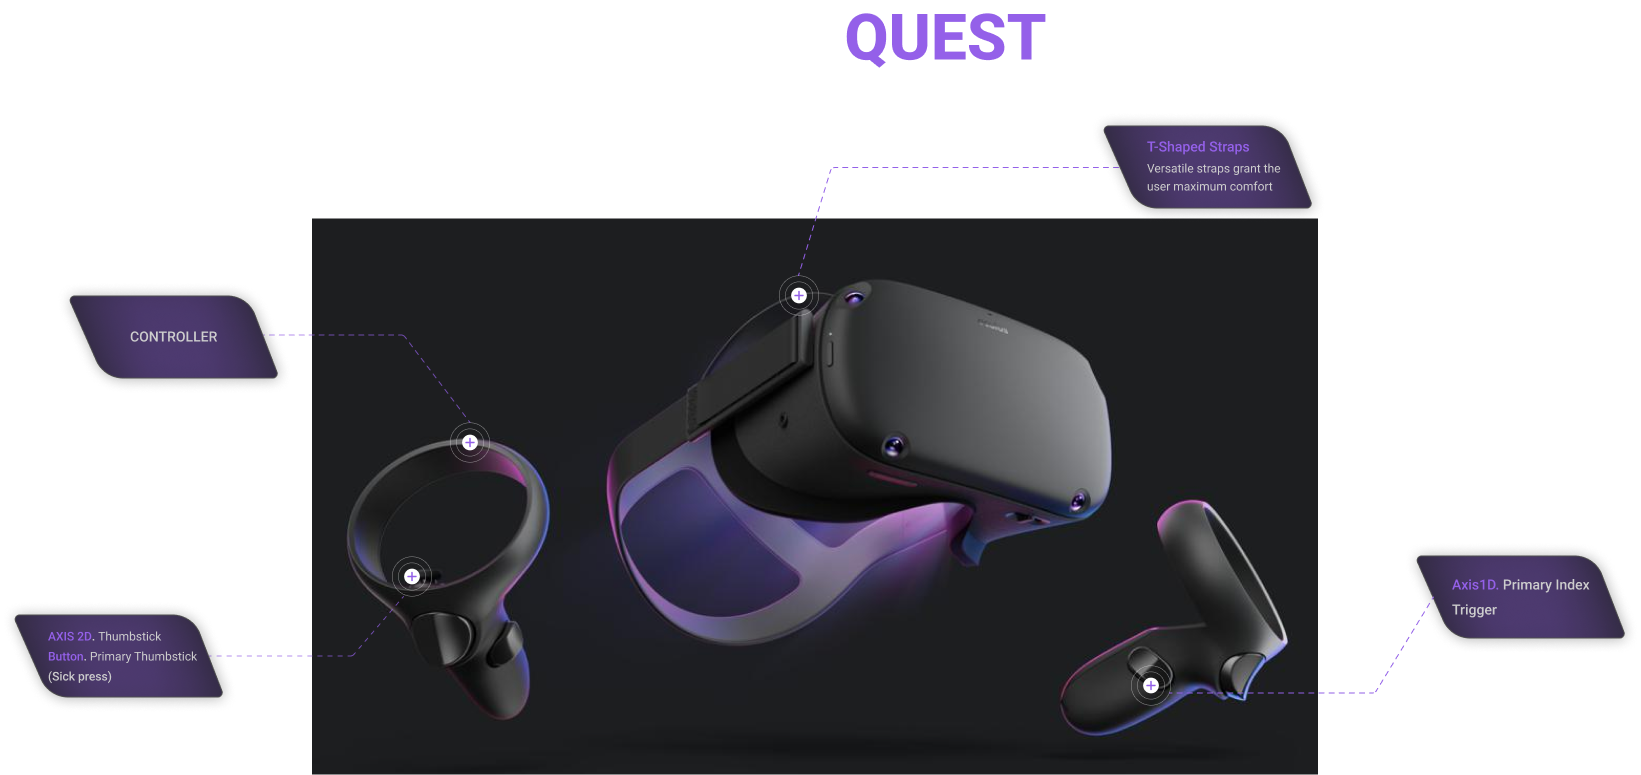 QUEST
T-Shaped Straps
Versatile straps grant the
user maximum comfort
CONTROLLER
Axis1D. Primary Index
Trigger
AXIS 2D. Thumbstick
Button. Primary Thumbstick
(Sick press)